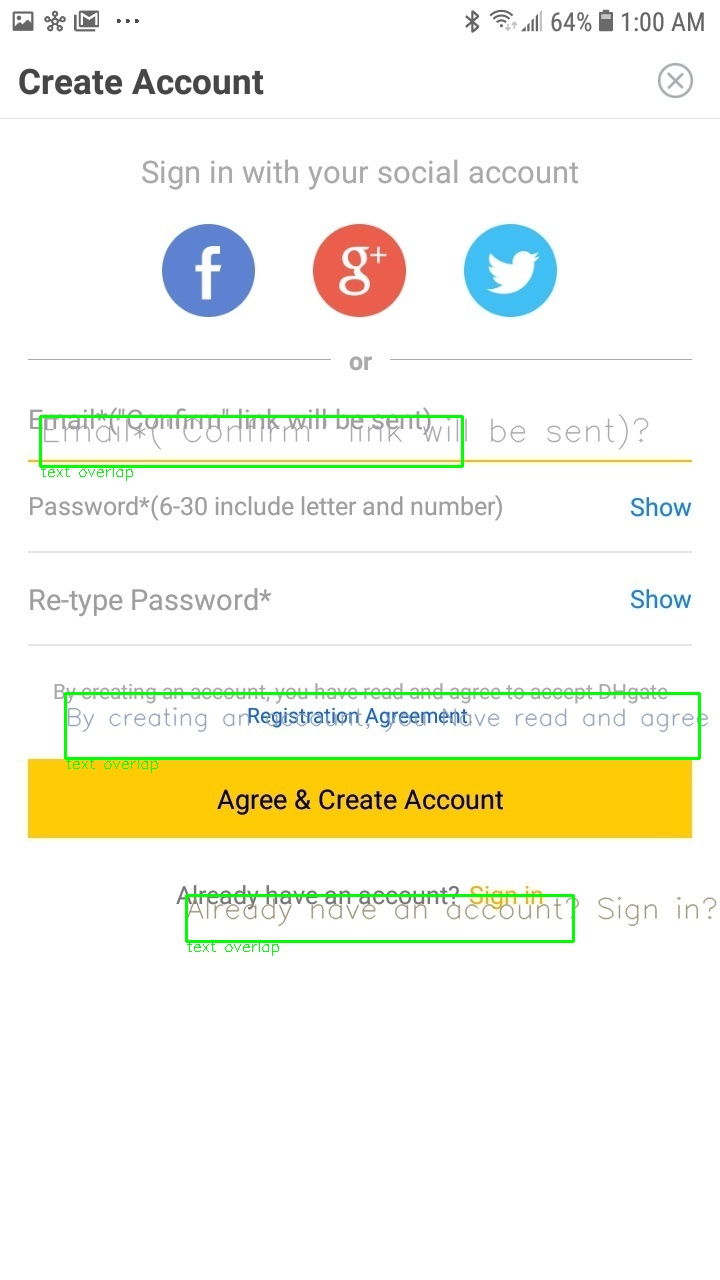 64% 1:00 AM
Create Account
Sign in with your social account
f g+
or
Email*("Confirm" link will be sent)
Email*("Confirm" link will be sent)?
text overlap
Password*(6-30 include letter and number) Show
Re-type Password* Show
By creating an account, you have read and agree to accept DHgate
By creating an account, you have read and agree
Registration Agreement
text overlap
Agree & Create Account
Already have an account? Sign in
Already have an account? Sign in?
text overlap